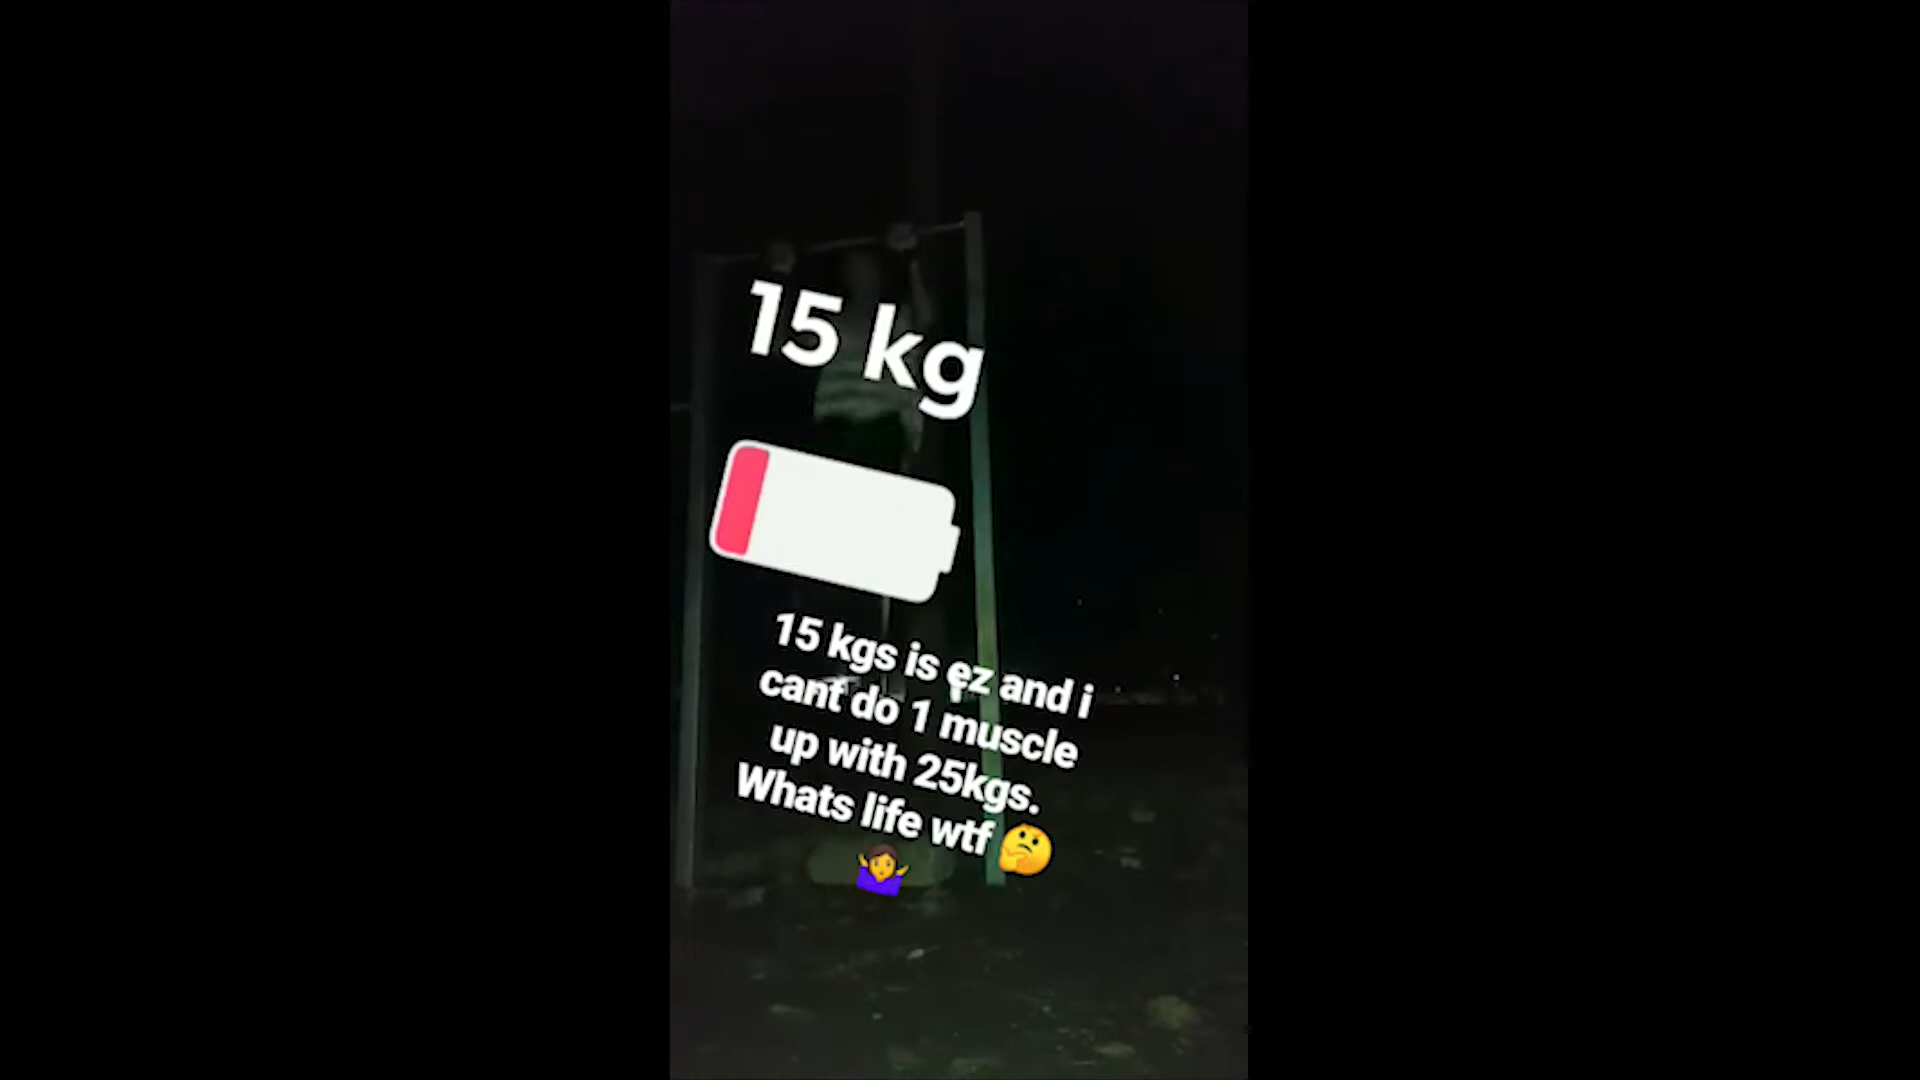 15 kg
15 kgs is ez and i
cant do 1 muscle
up with 25kgs.
Whats life wtf 🤔
🤷‍♀️